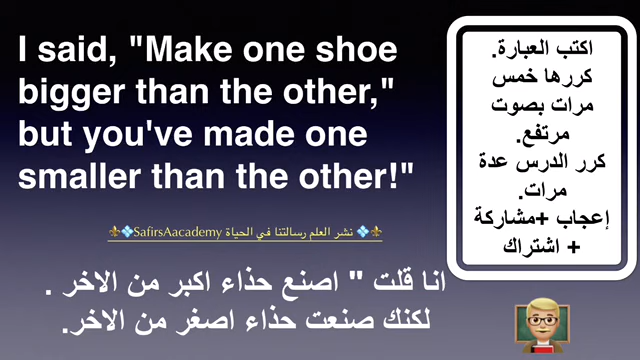 I said, "Make one shoe
bigger than the other,"
but you've made one
smaller than the other!"
نشر العلم رسالتنا في الحياة SafirsAacademy
انا قلت " اصنع حذاء اكبر من الاخر .
لكنك صنعت حذاء اصغر من الاخر.
اكتب العبارة.
كررها خمس
مرات بصوت
مرتفع.
كرر الدرس عدة
مرات.
إعجاب +مشاركة
+ اشتراك